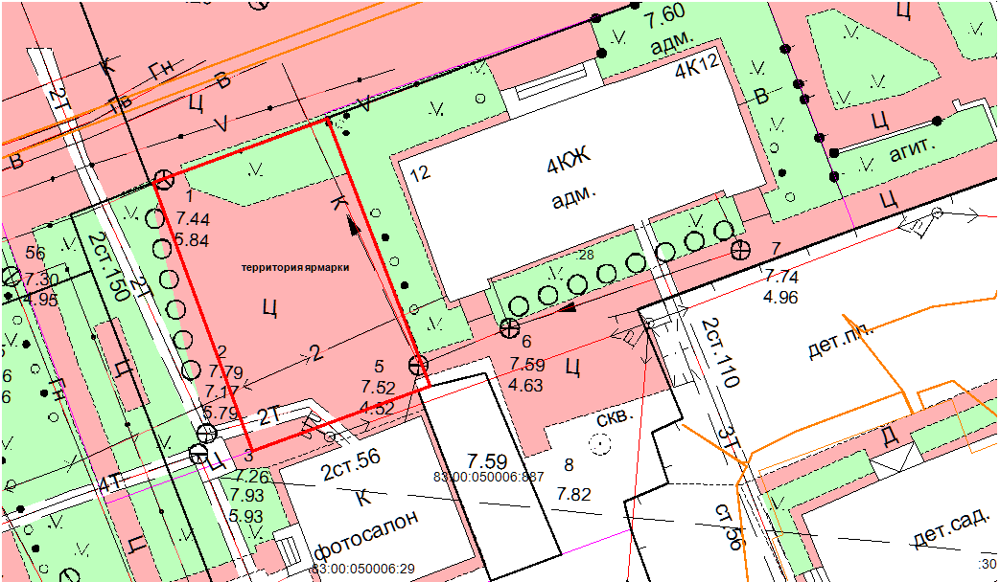 7.60
адм.
Ц
4К12
К
Гн
В
2Т
Гв
Ц
V
V
В
В
Ц
агит.
4КЖ
адм.
12
1
7.44
5.84
К
Ц
56
7.30
4.95
2ст.150
2Т
территория ярмарки
28
7
7.74
4.96
Ц
2
7.79
7.17
5.79
2
5
7.52
4.52
6
7.59
4.63
Ц
2ст.110
дет.пл.
Ц
Гн
6
6
2Т
скв.
3Т
Д
4Т
Ц
3
7.26
7.93
5.93
2ст.56
К
фотосалон
83:00:050006:29
7.59
83:00:050006:887
8
7.82
ст.56
дет.сад.
:30
Ц